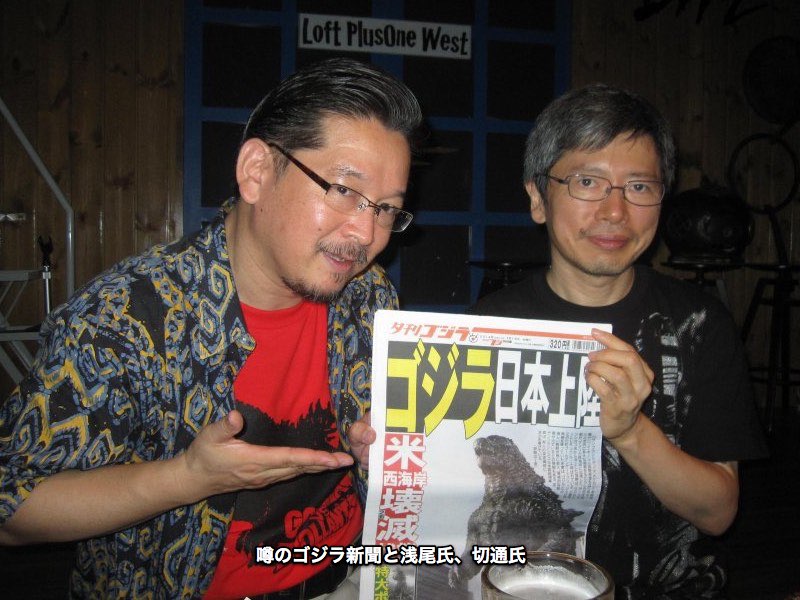 Loft PlusOne West
夕刊ゴジラ
320円
ゴジラ日本上陸
米
西海岸
壊滅
特大
噂のゴジラ新聞と浅尾氏、切通氏